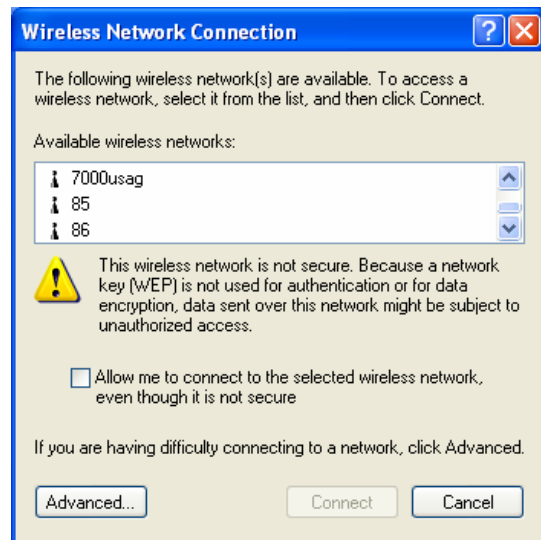 Wireless Network Connection
The following wireless network(s) are available. To access a
wireless network, select it from the list, and then click Connect.
Available wireless networks:
7000usag
85
86
This wireless network is not secure. Because a network
key (WEP) is not used for authentication or for data
encryption, data sent over this network might be subject to
unauthorized access.
Allow me to connect to the selected wireless network,
even though it is not secure
If you are having difficulty connecting to a network, click Advanced.
Advanced... Connect Cancel